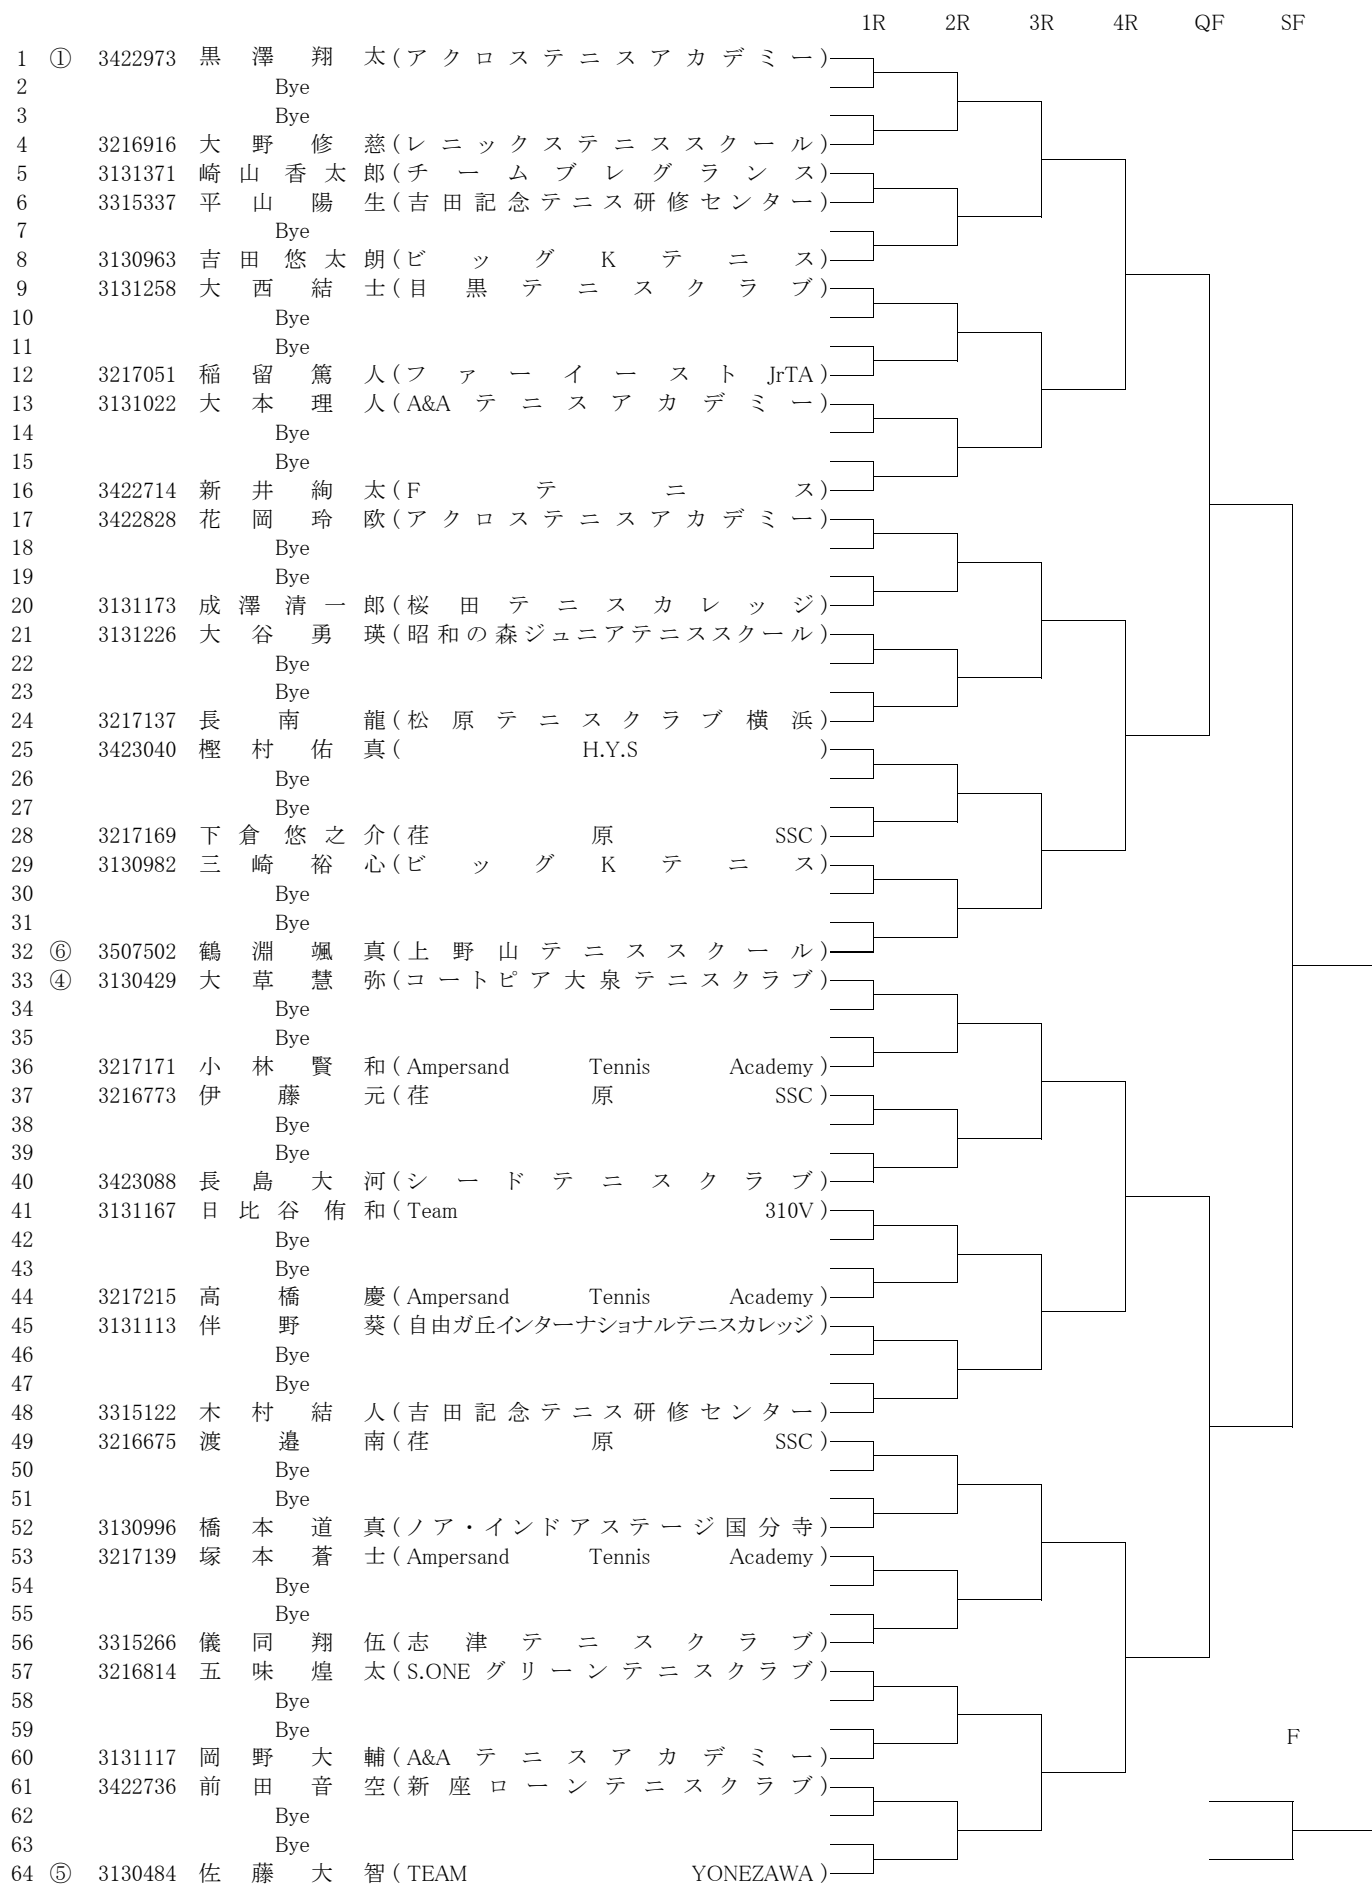 1R 2R 3R 4R QF SF
1 ① 3422973 黒澤翔太(アクロステニスアカデミー)
2 Bye
3 Bye
4 3216916 大野修慈(レニックステニススクール)
5 3131371 崎山香太郎(チームブレグランス)
6 3315337 平山陽生(吉田記念テニス研修センター)
7 Bye
8 3130963 吉田悠太朗(ビッグKテニス)
9 3131258 大西結士(目黒テニスクラブ)
10 Bye
11 Bye
12 3217051 稲留篤人(ファーイーストJrTA)
13 3131022 大本理人(A&Aテニスアカデミー)
14 Bye
15 Bye
16 3422714 新井絢太(Fテニス)
17 3422828 花岡玲欧(アクロステニスアカデミー)
18 Bye
19 Bye
20 3131173 成澤清一郎(桜田テニスカレッジ)
21 3131226 大谷勇瑛(昭和の森ジュニアテニススクール)
22 Bye
23 Bye
24 3217137 長南龍(松原テニスクラブ横浜)
25 3423040 樫村佑真(H.Y.S)
26 Bye
27 Bye
28 3217169 下倉悠之介(荏原SSC)
29 3130982 三崎裕心(ビッグKテニス)
30 Bye
31 Bye
32 ⑥ 3507502 鶴淵颯真(上野山テニススクール)
33 ④ 3130429 大草慧弥(コートピア大泉テニスクラブ)
34 Bye
35 Bye
36 3217171 小林賢和(Ampersand Tennis Academy)
37 3216773 伊藤元(荏原SSC)
38 Bye
39 Bye
40 3423088 長島大河(シードテニスクラブ)
41 3131167 日比谷侑和(Team 310V)
42 Bye
43 Bye
44 3217215 高橋慶(Ampersand Tennis Academy)
45 3131113 伴野葵(自由ガ丘インターナショナルテニスカレッジ)
46 Bye
47 Bye
48 3315122 木村結人(吉田記念テニス研修センター)
49 3216675 渡邉南(荏原SSC)
50 Bye
51 Bye
52 3130996 橋本道真(ノア・インドアステージ国分寺)
53 3217139 塚本蒼士(Ampersand Tennis Academy)
54 Bye
55 Bye
56 3315266 儀同翔伍(志津テニスクラブ)
57 3216814 五味煌太(S.ONEグリーンテニスクラブ)
58 Bye
59 Bye
F
60 3131117 岡野大輔(A&Aテニスアカデミー)
61 3422736 前田音空(新座ローンテニスクラブ)
62 Bye
63 Bye
64 ⑤ 3130484 佐藤大智(TEAM YONEZAWA)